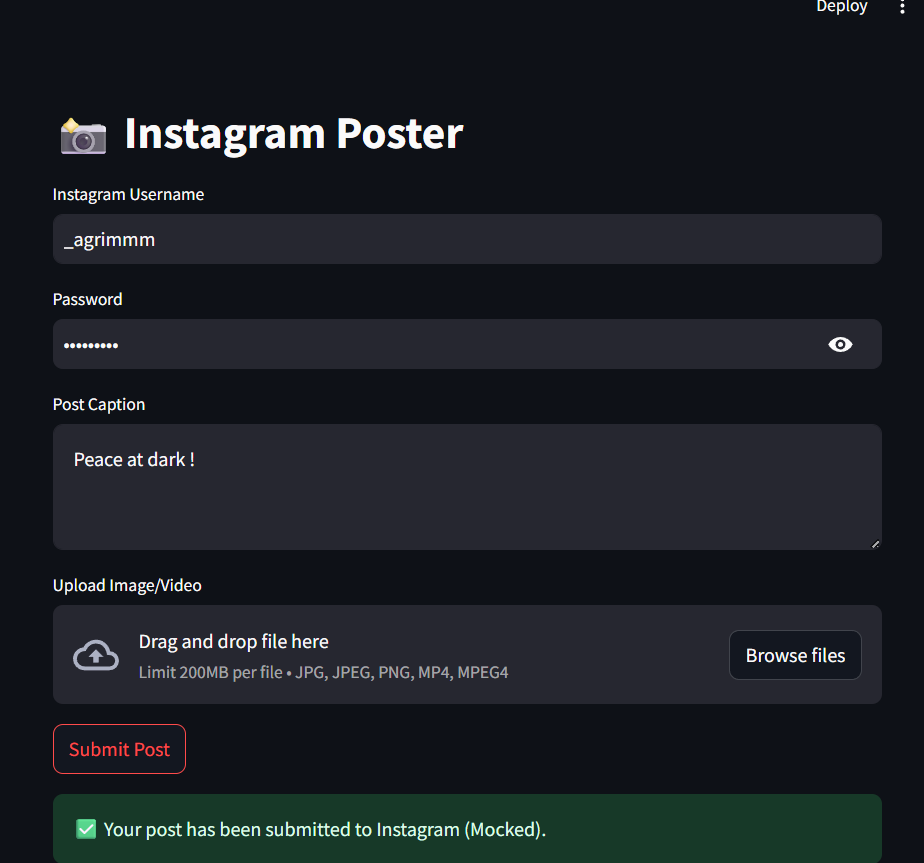 Deploy
Instagram Poster
Instagram Username
_agrimmm
Password
•••••••••
Post Caption
Peace at dark !
Upload Image/Video
Drag and drop file here
Limit 200MB per file • JPG, JPEG, PNG, MP4, MPEG4
Browse files
Submit Post
Your post has been submitted to Instagram (Mocked).